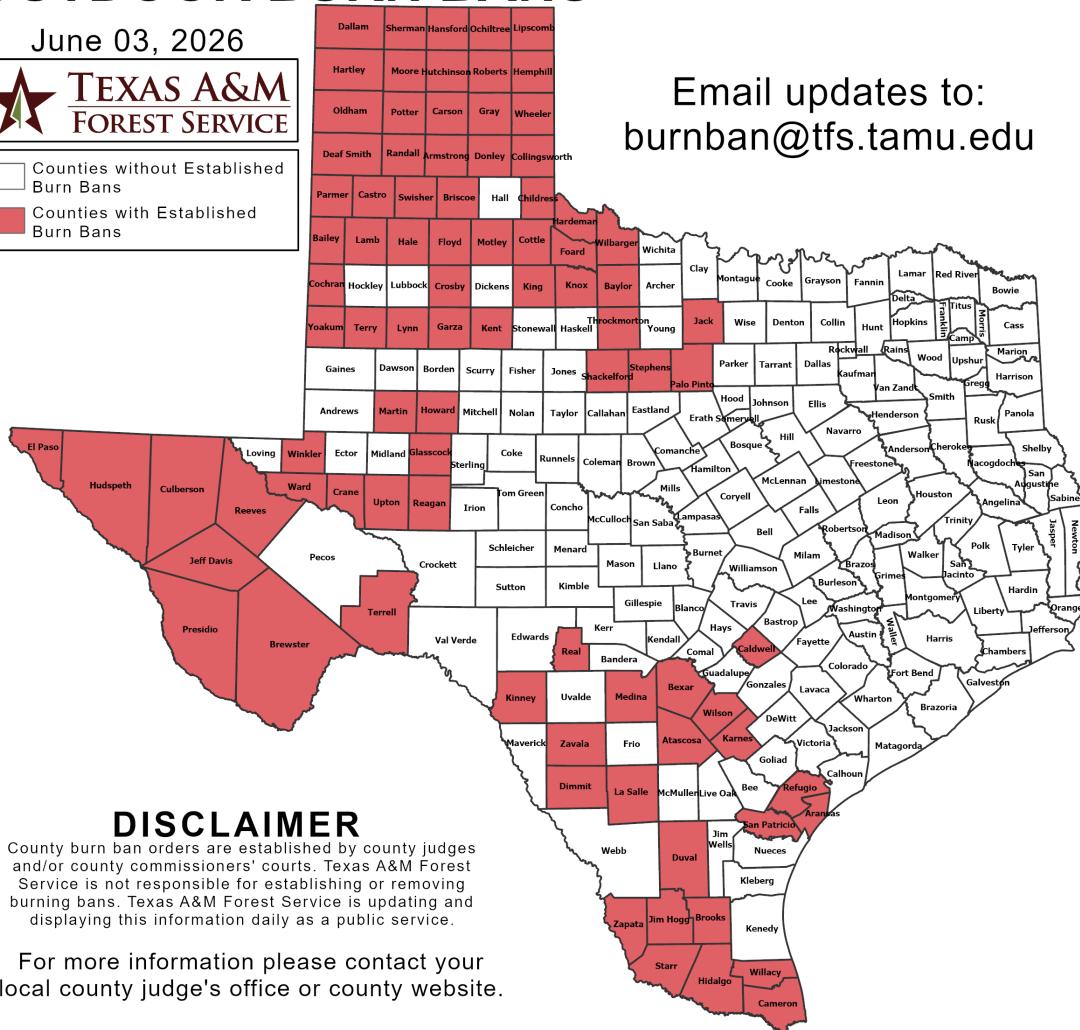 June 03, 2026
TEXAS A&M
FOREST SERVICE
Counties without Established
Burn Bans
Counties with Established
Burn Bans
Email updates to:
burnban@tfs.tamu.edu
Dallam Sherman Hansford Ochiltree Lipscomb
Hartley Moore Hutchinson Roberts Hemphill
Oldham Potter Carson Gray Wheeler
Deaf Smith Randall Armstrong Donley Collingsworth
Parmer Castro Swisher Briscoe Hall Childress
Hardeman
Bailey Lamb Hale Floyd Motley Cottle Foard Wilbarger Wichita
Clay Montague Cooke Grayson Fannin Lamar Red River Bowie
Cochran Hockley Lubbock Crosby Dickens King Knox Baylor Archer
Delta Titus Franklin Morris
Yoakum Terry Lynn Garza Kent Stonewall Haskell Throckmorton Young Jack Wise Denton Collin Hunt Hopkins Camp Cass
Rockwall Rains Wood Upshur Marion
Gaines Dawson Borden Scurry Fisher Jones Shackelford Stephens Palo Pinto Parker Tarrant Dallas Kaufman Van Zandt Gregg Harrison
Andrews Martin Howard Mitchell Nolan Taylor Callahan Eastland Erath Hood Somervell Johnson Ellis Henderson Smith Rusk Panola
El Paso Loving Winkler Ector Midland Glasscock Sterling Coke Runnels Coleman Brown Comanche Bosque Hill Navarro Anderson Cherokee Shelby
Hamilton Freestone Nacogdoches San Augustine Sabine
Hudspeth Culberson Reeves Ward Crane Upton Reagan Irion Tom Green Concho Mills Coryell McLennan Limestone Leon Houston Angelina
McCulloch San Saba Lampasas Falls Robertson Madison Trinity Jasper Newton
Jeff Davis Pecos Crockett Schleicher Menard Mason Llano Burnet Bell Milam Brazos Grimes Walker San Jacinto Polk Tyler
Sutton Kimble Williamson Burleson Montgomery Hardin
Terrell Gillespie Blanco Travis Lee Washington Liberty Orange
Presidio Brewster Val Verde Edwards Kerr Kendall Hays Bastrop Fayette Austin Waller Harris Jefferson
Real Bandera Comal Caldwell Colorado Chambers
Kinney Uvalde Medina Bexar Guadalupe Gonzales Lavaca Wharton Fort Bend Galveston
Wilson DeWitt Jackson Brazoria
Maverick Zavala Frio Atascosa Karnes Victoria Matagorda
Goliad Calhoun
Dimmit La Salle McMullen Live Oak Bee Refugio
Aransas
San Patricio
Webb Duval Jim Wells Nueces
Kleberg
Zapata Jim Hogg Brooks Kenedy
Starr Hidalgo Willacy
Cameron
DISCLAIMER
County burn ban orders are established by county judges
and/or county commissioners' courts. Texas A&M Forest
Service is not responsible for establishing or removing
burning bans. Texas A&M Forest Service is updating and
displaying this information daily as a public service.
For more information please contact your
local county judge's office or county website.